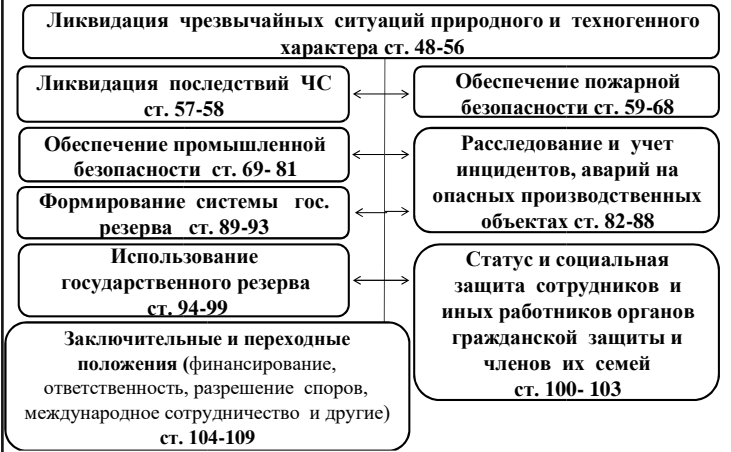 Ликвидация чрезвычайных ситуаций природного и техногенного
характера ст. 48-56
Ликвидация последствий ЧС
ст. 57-58
Обеспечение пожарной
безопасности ст. 59-68
Обеспечение промышленной
безопасности ст. 69- 81
Расследование и учет
инцидентов, аварий на
опасных производственных
объектах ст. 82-88
Формирование системы гос.
резерва ст. 89-93
Использование
государственного резерва
ст. 94-99
Статус и социальная
защита сотрудников и
иных работников органов
гражданской защиты и
членов их семей
ст. 100- 103
Заключительные и переходные
положения (финансирование,
ответственность, разрешение споров,
международное сотрудничество и другие)
ст. 104-109